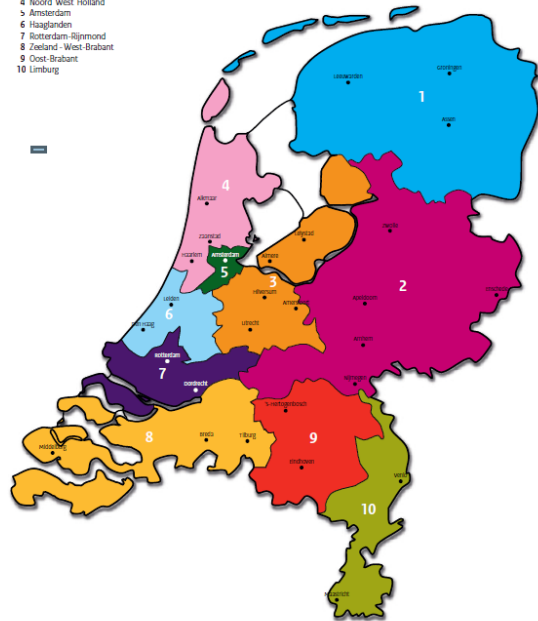 4 Noord West Holland
5 Amsterdam
6 Haaglanden
7 Rotterdam-Rijnmond
8 Zeeland - West-Brabant
9 Oost-Brabant
10 Limburg
Groningen
Leeuwarden
1
Assen
4
Alkmaar
Zwolle
Zaanstad
Lelystad
Haarlem
Amsterdam
Almere
5
3
2
Enschede
Hilversum
Leiden
Amersfoort
Apeldoorn
6
Den Haag
Utrecht
Arnhem
Rotterdam
7
Dordrecht
Nijmegen
's-Hertogenbosch
8
Breda
Tilburg
9
Middelburg
Eindhoven
Venlo
10
Maastricht